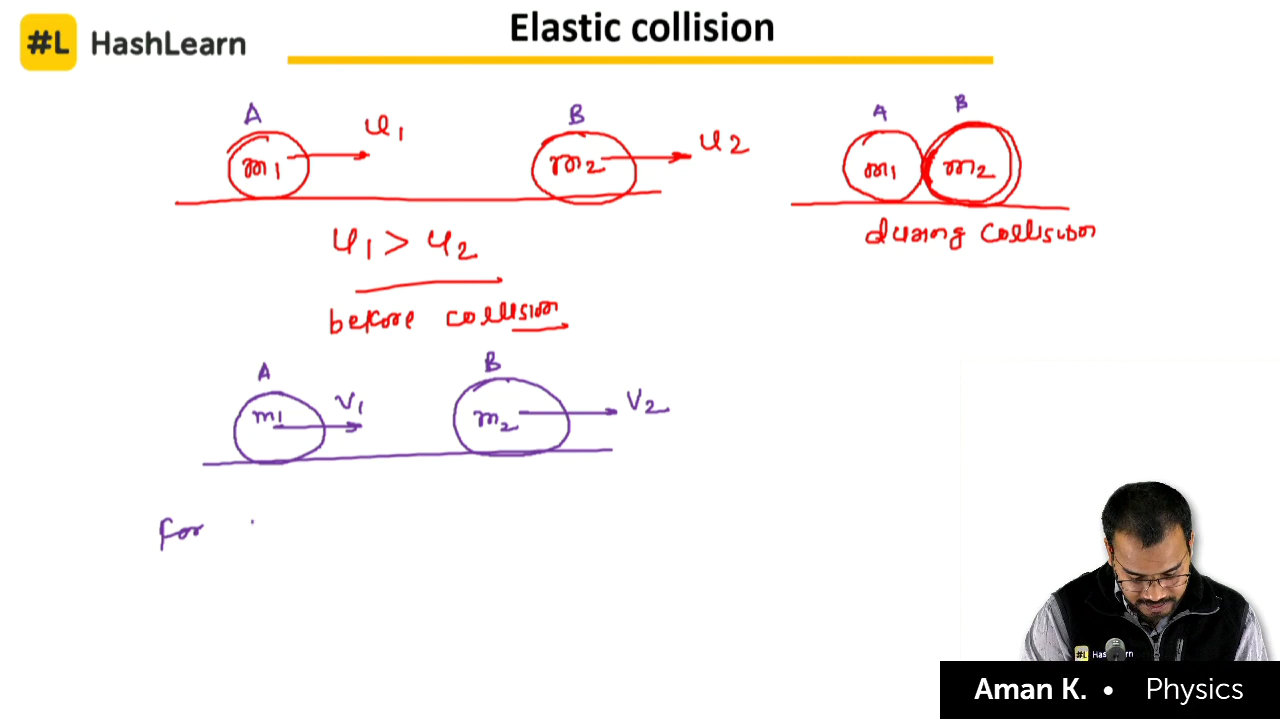 #L HashLearn
Elastic collision
A
B
A
B
m1
u1
m2
u2
m1
m2
u1 > u2
during collision
before collision
A
B
m1
v1
m2
v2
for
#L Has
Aman K. • Physics